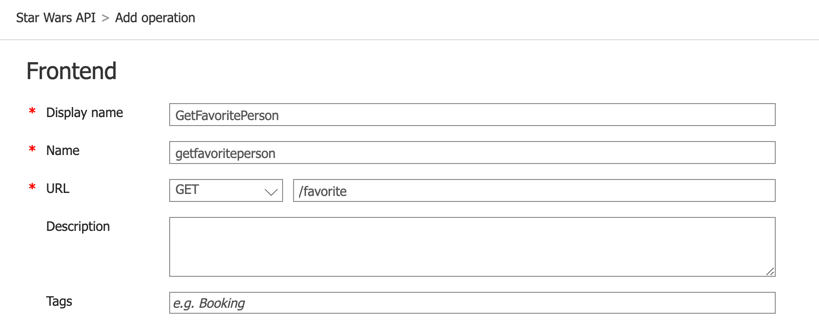 Star Wars API > Add operation
Frontend
* Display name GetFavoritePerson
* Name getfavoriteperson
* URL GET /favorite
Description
Tags e.g. Booking